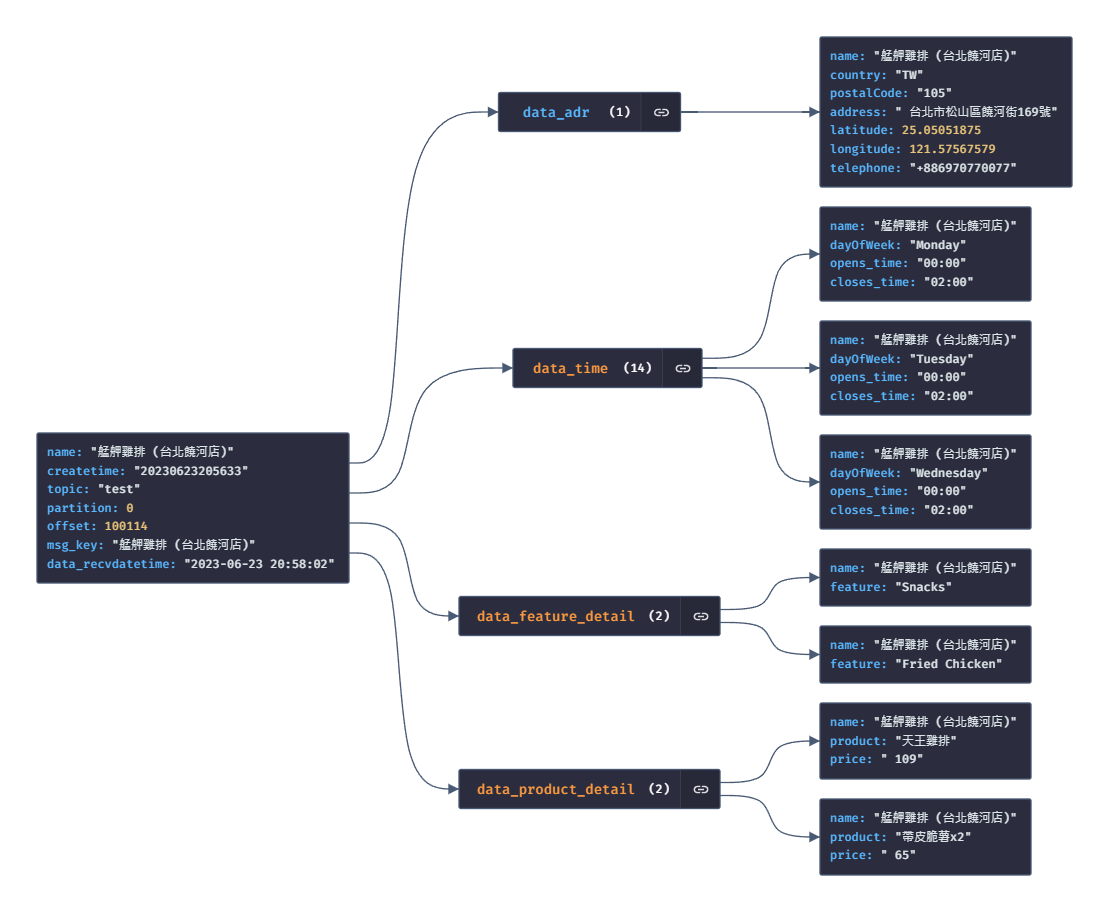 name: "艋舺雞排 (台北饒河店)"
createtime: "20230623205633"
topic: "test"
partition: 0
offset: 100114
msg_key: "艋舺雞排 (台北饒河店)"
data_recvdatetime: "2023-06-23 20:58:02"
data_adr (1)
name: "艋舺雞排 (台北饒河店)"
country: "TW"
postalCode: "105"
address: " 台北市松山區饒河街169號"
latitude: 25.05051875
longitude: 121.57567579
telephone: "+886970770077"
data_time (14)
name: "艋舺雞排 (台北饒河店)"
dayOfWeek: "Monday"
opens_time: "00:00"
closes_time: "02:00"
name: "艋舺雞排 (台北饒河店)"
dayOfWeek: "Tuesday"
opens_time: "00:00"
closes_time: "02:00"
name: "艋舺雞排 (台北饒河店)"
dayOfWeek: "Wednesday"
opens_time: "00:00"
closes_time: "02:00"
data_feature_detail (2)
name: "艋舺雞排 (台北饒河店)"
feature: "Snacks"
name: "艋舺雞排 (台北饒河店)"
feature: "Fried Chicken"
data_product_detail (2)
name: "艋舺雞排 (台北饒河店)"
product: "天王雞排"
price: " 109"
name: "艋舺雞排 (台北饒河店)"
product: "帶皮脆薯x2"
price: " 65"